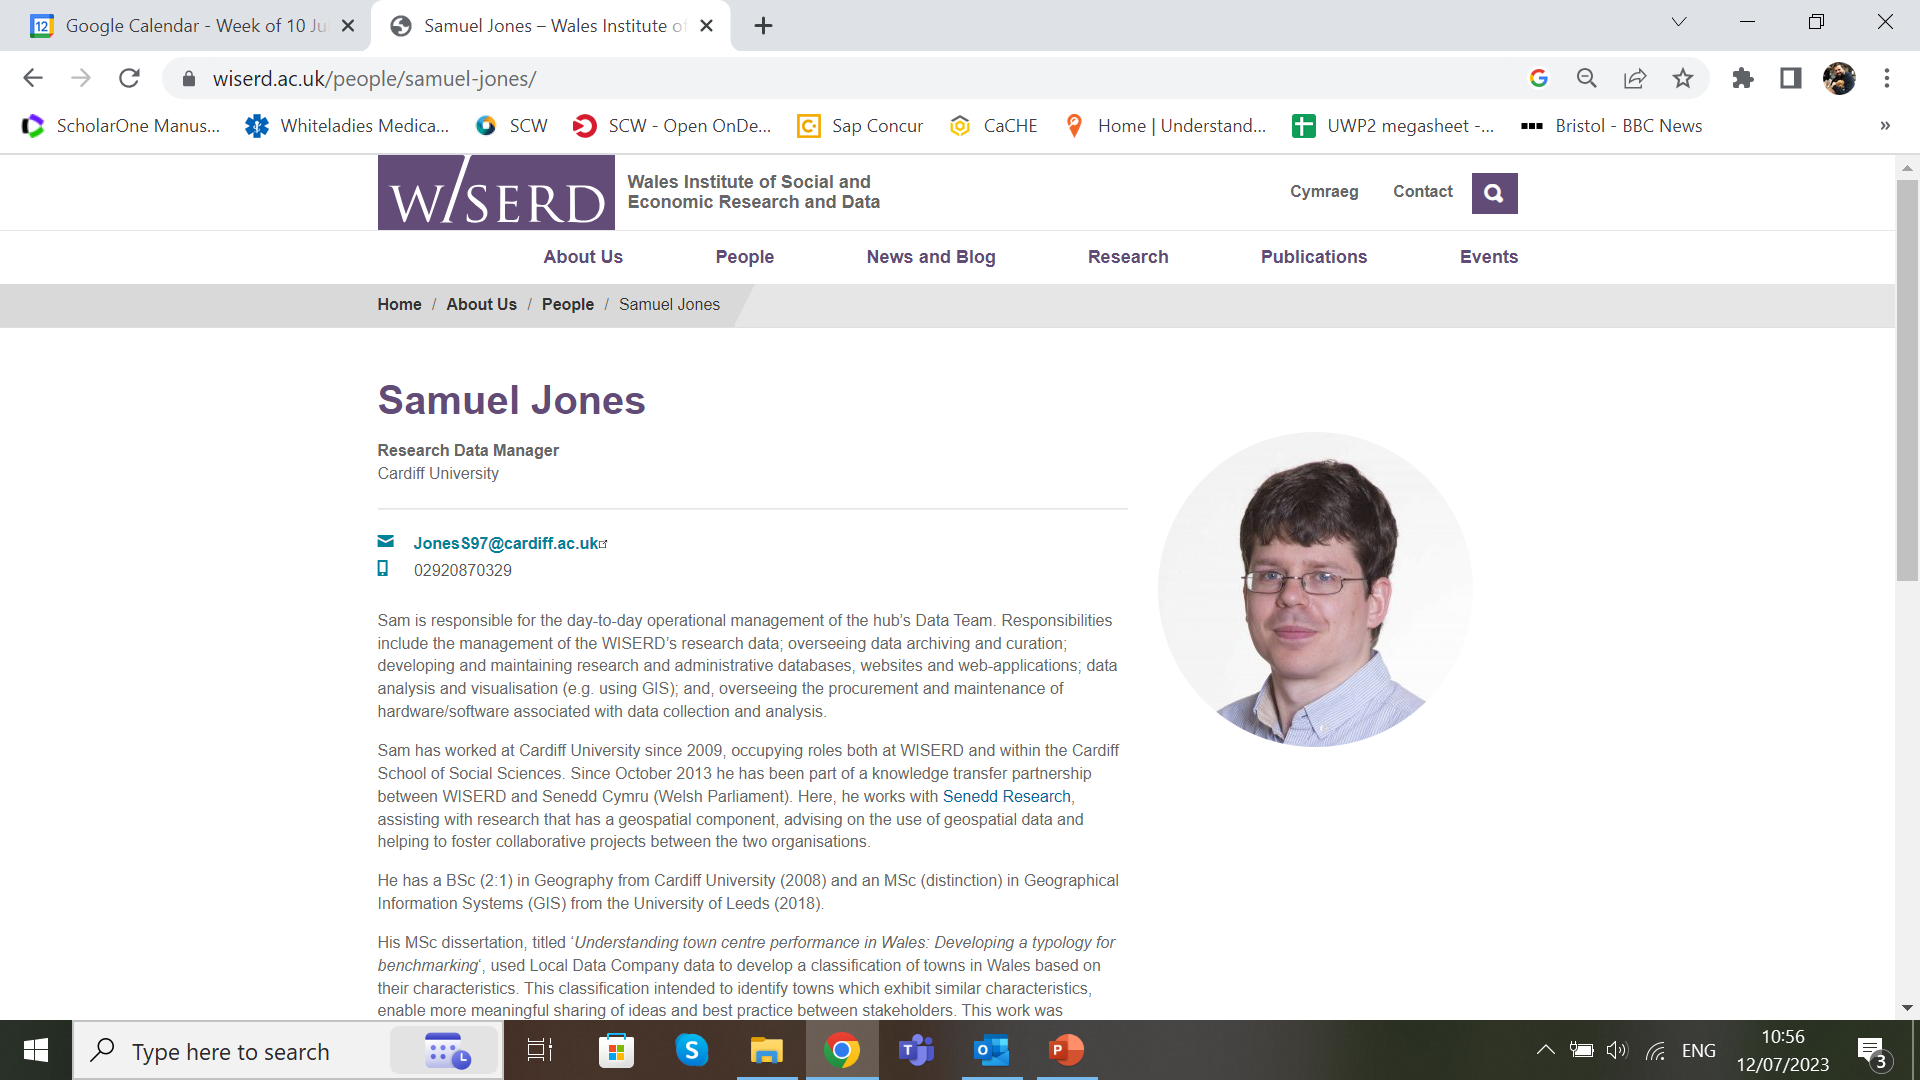 Google Calendar - Week of 10 Ju
Samuel Jones – Wales Institute of
wiserd.ac.uk/people/samuel-jones/
ScholarOne Manus...
Whiteladies Medica...
SCW
SCW - Open OnDe...
Sap Concur
CaCHE
Home | Understand...
UWP2 megasheet -...
Bristol - BBC News
»
WISERD
Wales Institute of Social and
Economic Research and Data
Cymraeg
Contact
About Us
People
News and Blog
Research
Publications
Events
Home / About Us / People / Samuel Jones
Samuel Jones
Research Data Manager
Cardiff University
JonesS97@cardiff.ac.uk
02920870329
Sam is responsible for the day-to-day operational management of the hub’s Data Team. Responsibilities
include the management of the WISERD’s research data; overseeing data archiving and curation;
developing and maintaining research and administrative databases, websites and web-applications; data
analysis and visualisation (e.g. using GIS); and, overseeing the procurement and maintenance of
hardware/software associated with data collection and analysis.
Sam has worked at Cardiff University since 2009, occupying roles both at WISERD and within the Cardiff
School of Social Sciences. Since October 2013 he has been part of a knowledge transfer partnership
between WISERD and Senedd Cymru (Welsh Parliament). Here, he works with Senedd Research,
assisting with research that has a geospatial component, advising on the use of geospatial data and
helping to foster collaborative projects between the two organisations.
He has a BSc (2:1) in Geography from Cardiff University (2008) and an MSc (distinction) in Geographical
Information Systems (GIS) from the University of Leeds (2018).
His MSc dissertation, titled ‘Understanding town centre performance in Wales: Developing a typology for
benchmarking‘, used Local Data Company data to develop a classification of towns in Wales based on
their characteristics. This classification intended to identify towns which exhibit similar characteristics,
enable more meaningful sharing of ideas and best practice between stakeholders. This work was
Type here to search
ENG
10:56
12/07/2023
3